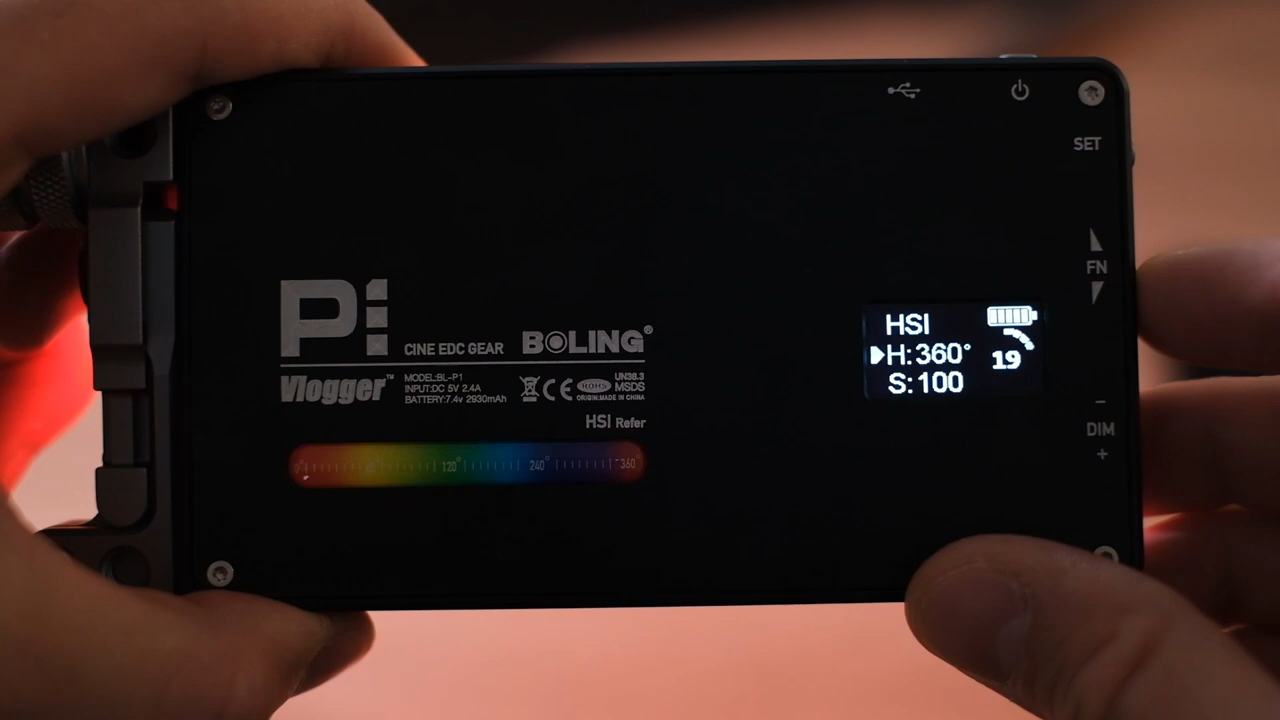 SET
FN
P1
CINE EDC GEAR
BOLING®
Vlogger™
MODEL:BL-P1
INPUT:DC 5V 2.4A
BATTERY:7.4v 2930mAh
CE
ROHS
UN38.3
MSDS
ORIGIN:MADE IN CHINA
HSI Refer
0° 120° 240° 360°
HSI
H:360°
S:100
19
−
DIM
+